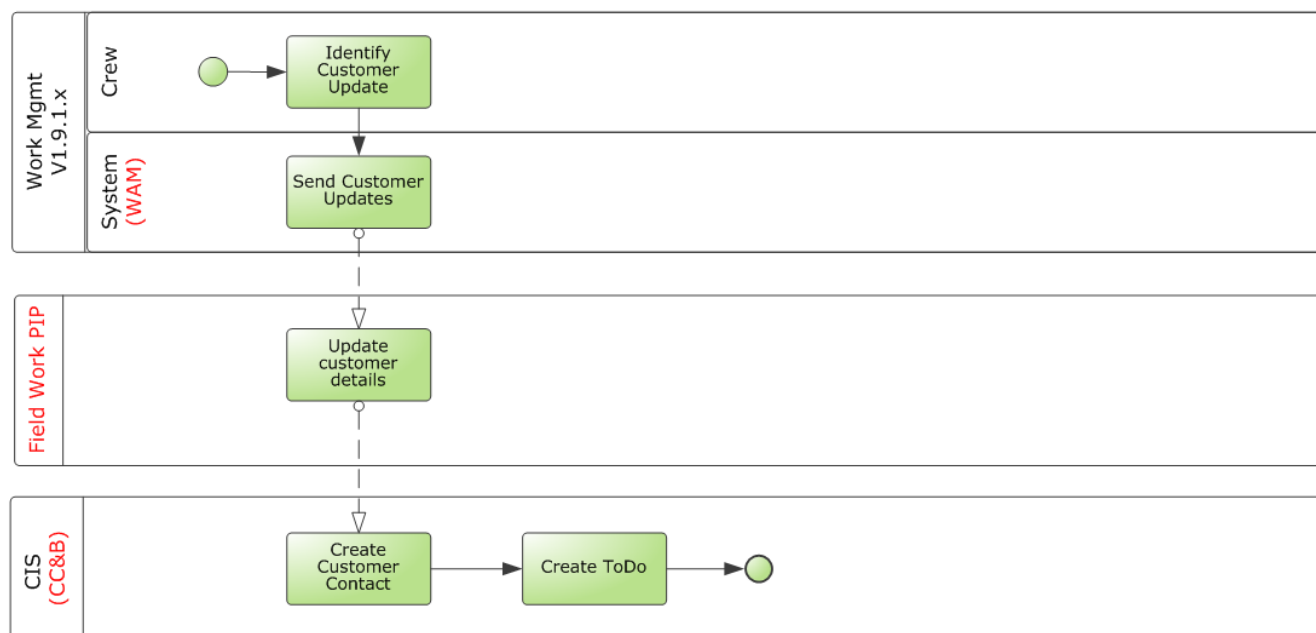 Work Mgmt
V1.9.1.x
Crew
Identify
Customer
Update
System
(WAM)
Send Customer
Updates
Field Work PIP
Update
customer
details
CIS
(CC&B)
Create
Customer
Contact
Create ToDo